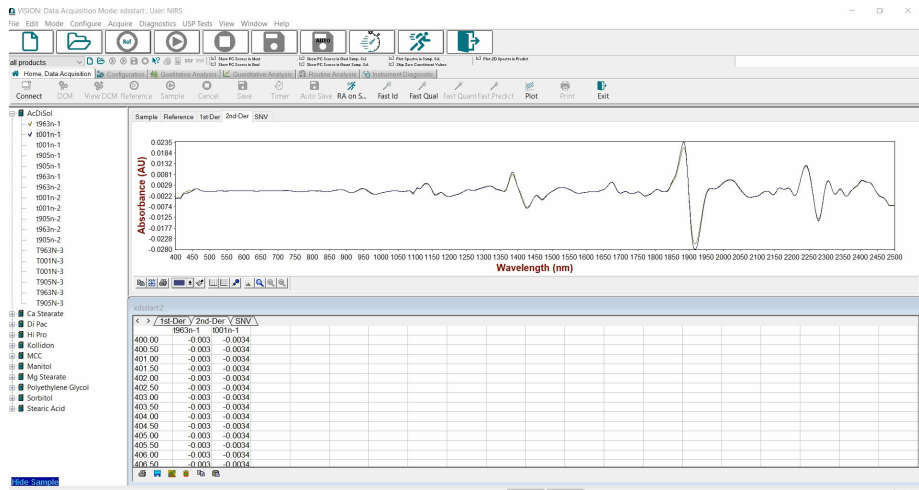 VISION: Data Acquisition Mode: xdsstart , User: NIRS
File Edit Mode Configure Acquire Diagnostics USP Tests View Window Help
Ref AUTO
all products
Home, Data Acquisition Configuration Qualitative Analysis Quantitative Analysis Routine Analysis Instrument Diagnostic
Connect DCM View DCM Reference Sample Cancel Save Timer Auto Save RA on S... Fast Id Fast Qual Fast Quant Fast Predict Plot Print Exit
AcDiSol
t963n-1
t001n-1
t001n-1
t905n-1
t905n-1
t963n-1
t963n-2
t001n-2
t001n-2
t905n-2
t963n-2
t905n-2
T963N-3
T001N-3
T001N-3
T905N-3
T963N-3
T905N-3
Ca Stearate
Di Pac
Hi Pro
Kollidon
MCC
Manitol
Mg Stearate
Polyethylene Glycol
Sorbitol
Stearic Acid
Hide Sample
Sample Reference 1st-Der 2nd-Der SNV
Absorbance (AU)
0.0235
0.0184
0.0132
0.0081
0.0029
-0.0022
-0.0074
-0.0125
-0.0177
-0.0228
-0.0280
400 450 500 550 600 650 700 750 800 850 900 950 1000 1050 1100 1150 1200 1250 1300 1350 1400 1450 1500 1550 1600 1650 1700 1750 1800 1850 1900 1950 2000 2050 2100 2150 2200 2250 2300 2350 2400 2450 2500
Wavelength (nm)
xdsstart:2
1st-Der 2nd-Der SNV
t963n-1 t001n-1
400.00 -0.003 -0.0034
400.50 -0.003 -0.0034
401.00 -0.003 -0.0034
401.50 -0.003 -0.0034
402.00 -0.003 -0.0034
402.50 -0.003 -0.0034
403.00 -0.003 -0.0034
403.50 -0.003 -0.0034
404.00 -0.003 -0.0034
404.50 -0.003 -0.0034
405.00 -0.003 -0.0034
405.50 -0.003 -0.0034
406.00 -0.003 -0.0034
406.50 -0.003 -0.0034